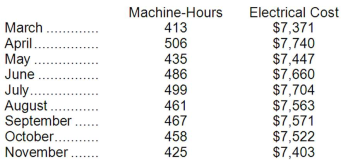 Machine-Hours Electrical Cost
March ............. 413 $7,371
April................ 506 $7,740
May ................ 435 $7,447
June ............... 486 $7,660
July................. 499 $7,704
August ............ 461 $7,563
September ...... 467 $7,571
October........... 458 $7,522
November ....... 425 $7,403